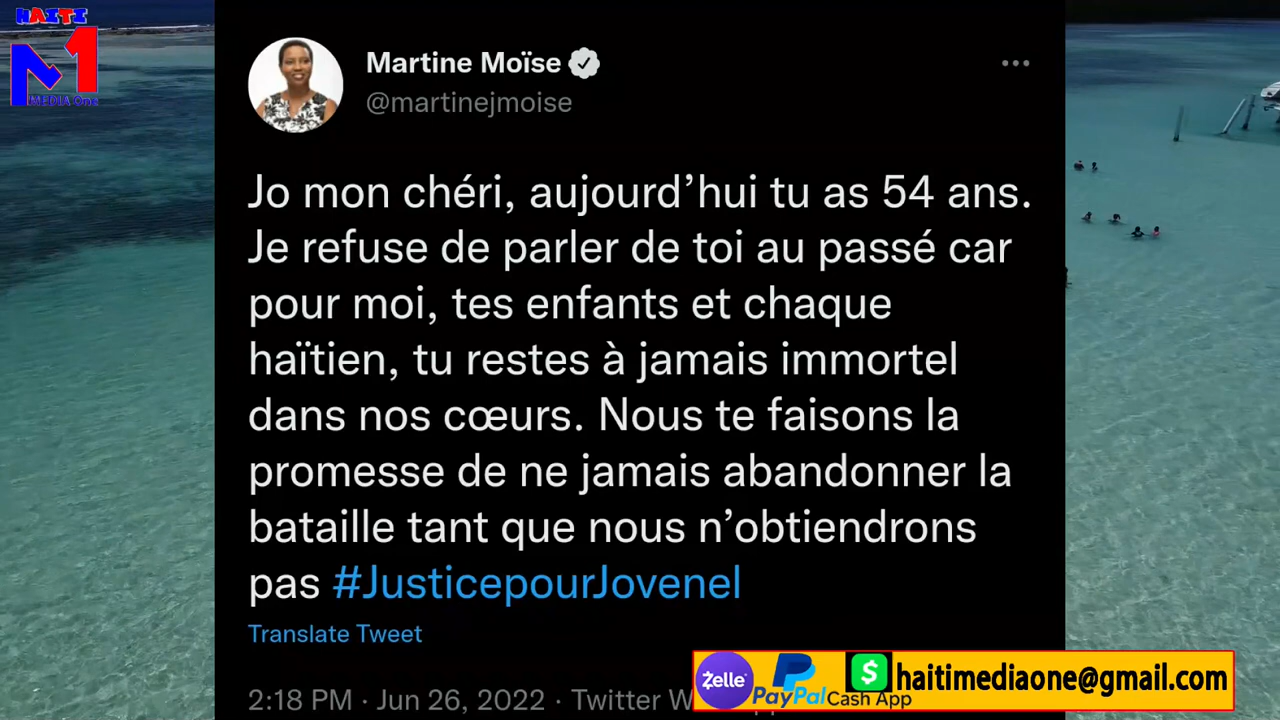 HAITI
M1
MEDIA One
Martine Moïse
@martinejmoise
Jo mon chéri, aujourd’hui tu as 54 ans.
Je refuse de parler de toi au passé car
pour moi, tes enfants et chaque
haïtien, tu restes à jamais immortel
dans nos cœurs. Nous te faisons la
promesse de ne jamais abandonner la
bataille tant que nous n’obtiendrons
pas #JusticepourJovenel
Translate Tweet
2:18 PM · Jun 26, 2022 · Twitter
Zelle PayPal $ Cash App haitimediaone@gmail.com